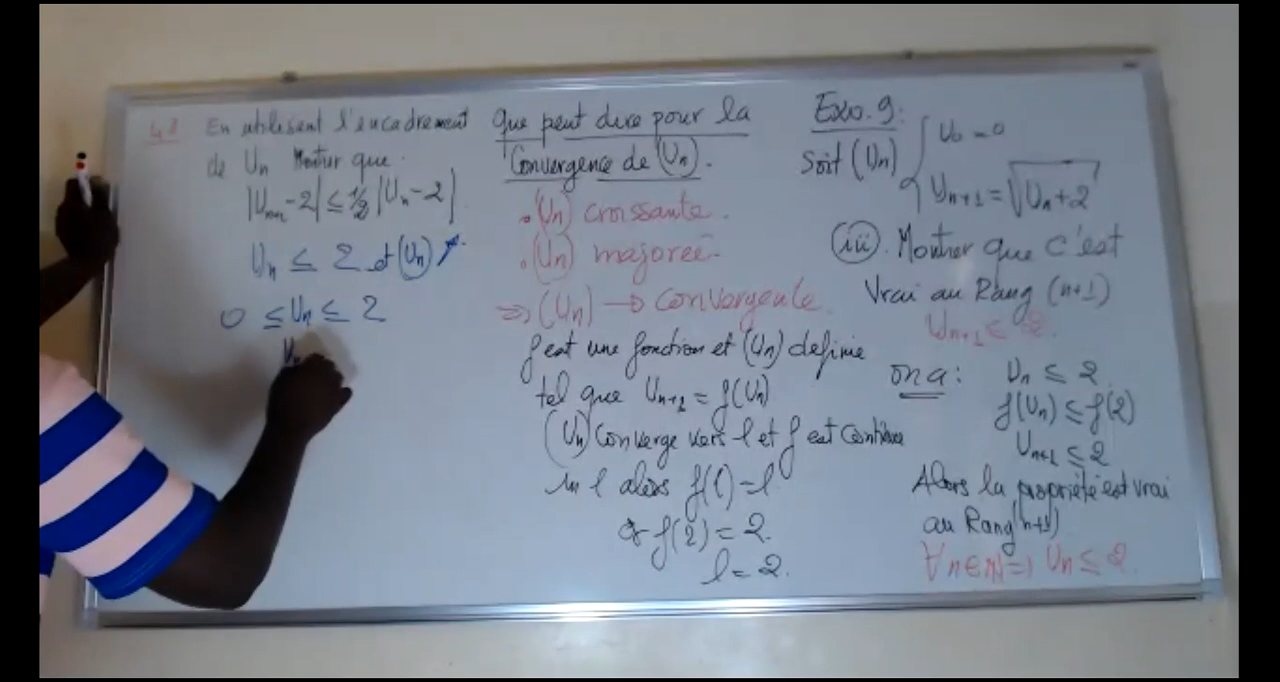 En utilisent l'encadrement
de Un Montrer que:
|Un+1-2| ≤ 1/2 |Un-2|
Un ≤ 2 et (Un) ↗.
0 ≤ Un ≤ 2
Un
Que peut dire pour la
Convergence de (Un).
. (Un) croissante.
. (Un) majorée
=> (Un) → Convergente.
f est une fonction et (Un) definie
tel que Un+1 = f(Un)
(Un) Converge vers l et f est Continue
en l alors f(l) = l
f(2) = 2.
l = 2.
Exo.9:
Soit (Un) { U0 = 0
Un+1 = √Un+2
(iii). Montrer que c'est
Vrai au Rang (n+1)
Un+1 ≤ 2.
on a: Un ≤ 2
f(Un) ≤ f(2)
Un+1 ≤ 2
Alors la propriété est vrai
au Rang (n+1)
∀n∈N => Un ≤ 2.